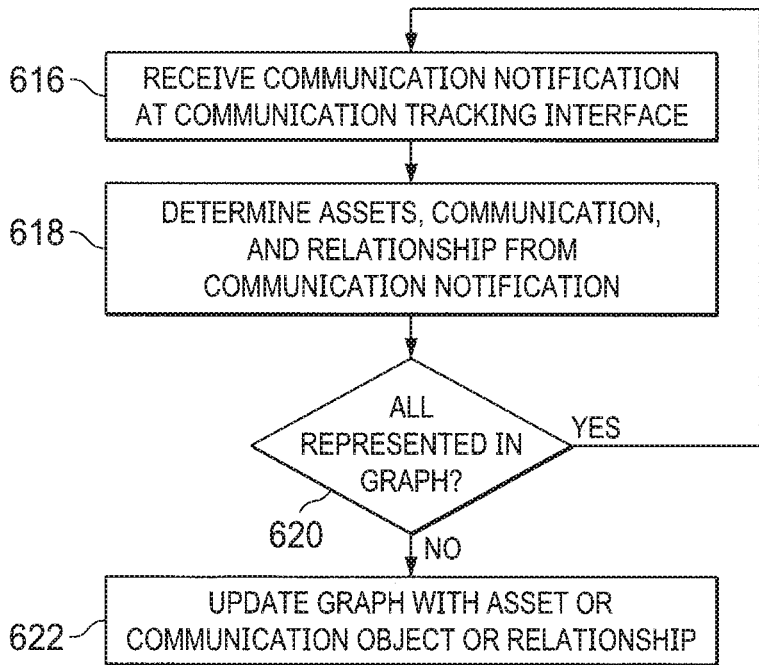 616
RECEIVE COMMUNICATION NOTIFICATION
AT COMMUNICATION TRACKING INTERFACE
618
DETERMINE ASSETS, COMMUNICATION,
AND RELATIONSHIP FROM
COMMUNICATION NOTIFICATION
ALL
REPRESENTED IN
GRAPH?
YES
620
NO
622
UPDATE GRAPH WITH ASSET OR
COMMUNICATION OBJECT OR RELATIONSHIP